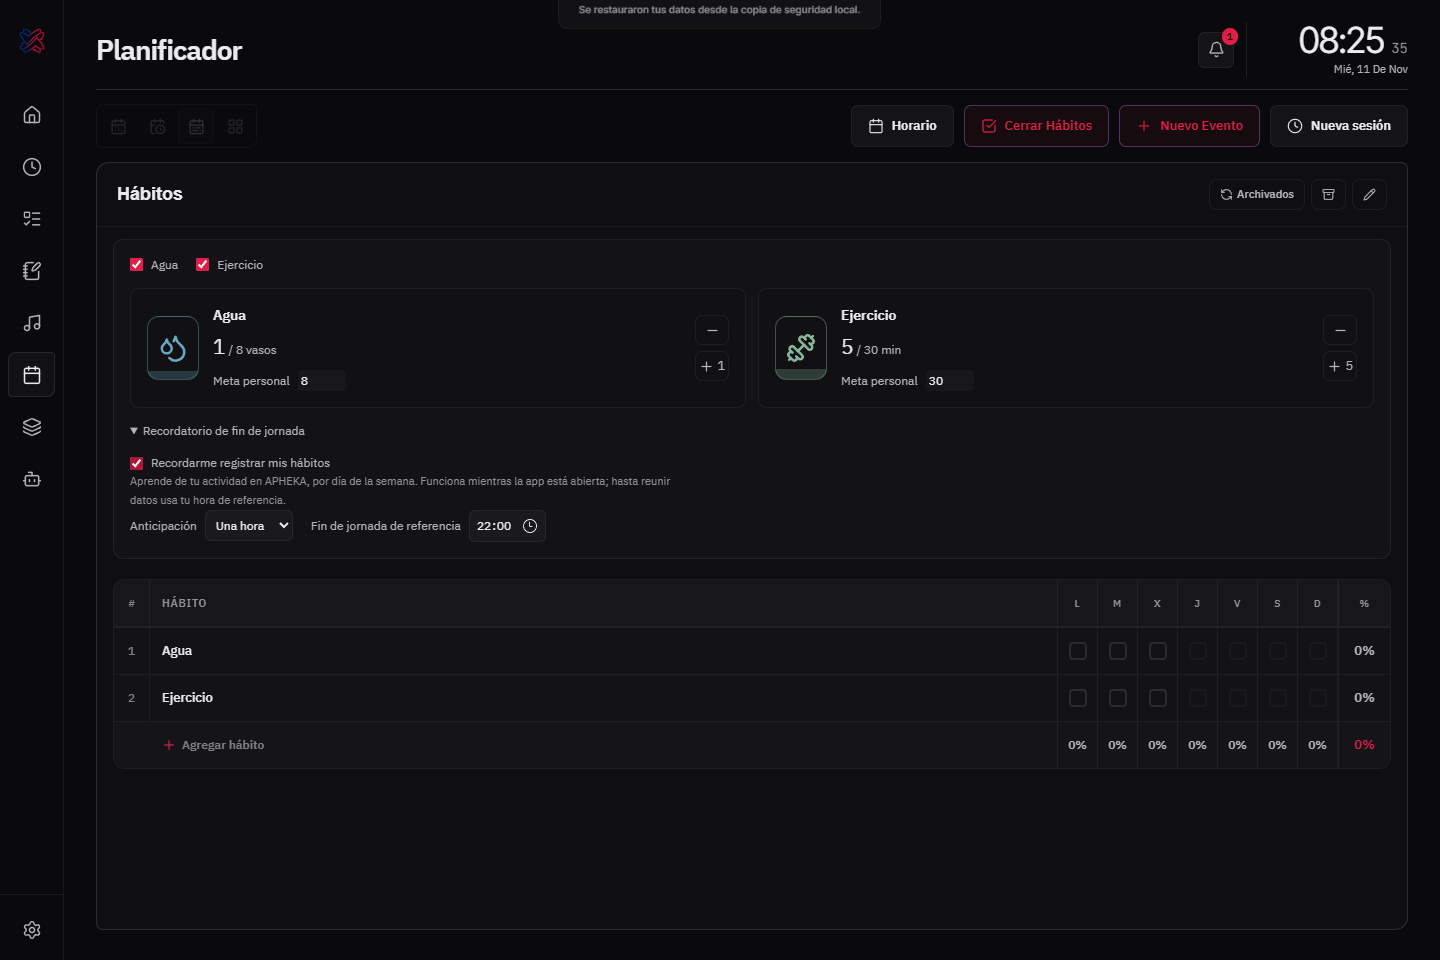 Se restauraron tus datos desde la copia de seguridad local.
Planificador
1
08:25 35
Mié, 11 De Nov
Horario
Cerrar Hábitos
Nuevo Evento
Nueva sesión
Hábitos
Archivados
Agua
Ejercicio
Agua
1 / 8 vasos
Meta personal 8
+ 1
Ejercicio
5 / 30 min
Meta personal 30
+ 5
Recordatorio de fin de jornada
Recordarme registrar mis hábitos
Aprende de tu actividad en APHEKA, por día de la semana. Funciona mientras la app está abierta; hasta reunir
datos usa tu hora de referencia.
Anticipación Una hora Fin de jornada de referencia 22:00
# HÁBITO L M X J V S D %
1 Agua 0%
2 Ejercicio 0%
+ Agregar hábito 0% 0% 0% 0% 0% 0% 0% 0%